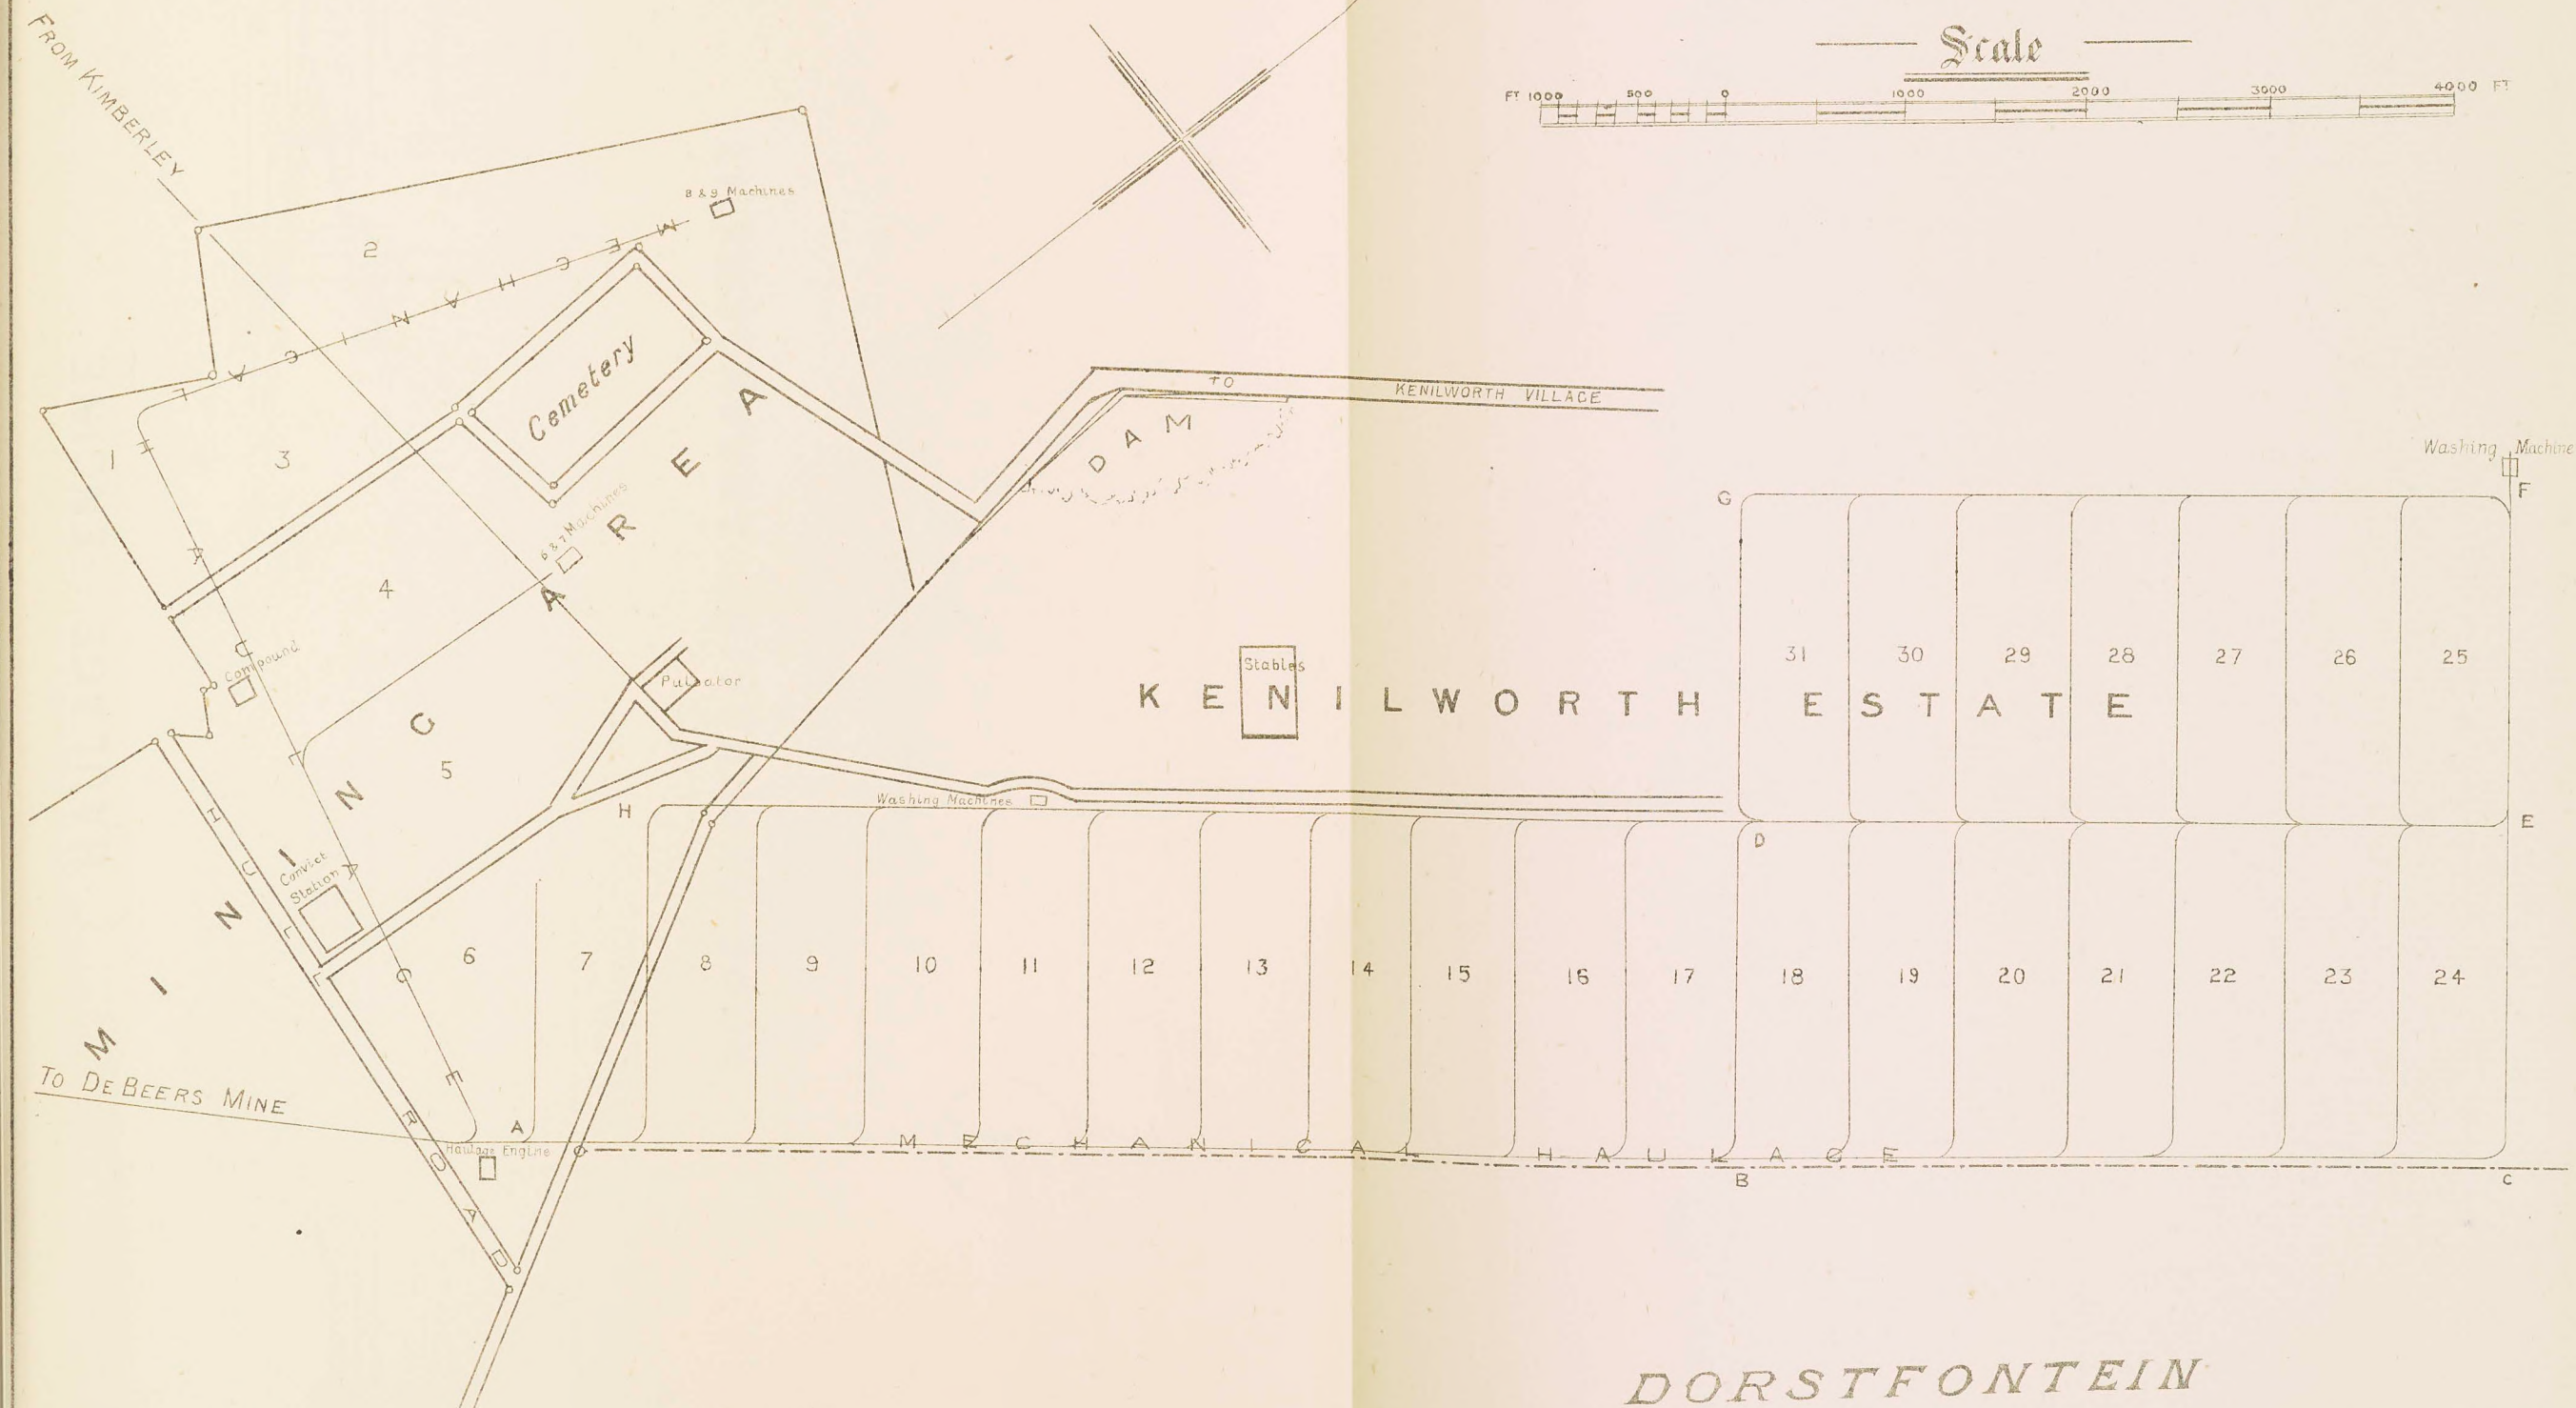 Scale
FT 1000 500 0 1000 2000 3000 4000 FT
FROM KIMBERLEY
8 & 9 Machines
2
MECHANICAL
Cemetery
TO
KENILWORTH VILLAGE
DAM
1
3
HAULAGE
6 & 7 Machines
4
MINING AREA
Washing Machine
G
F
Compound
Pulsator
Stables
31 30 29 28 27 26 25
KENILWORTH ESTATE
5
H
Washing Machines
D
E
HULL ROAD
Convict
Station
6 7 8 9 10 11 12 13 14 15 16 17 18 19 20 21 22 23 24
TO DE BEERS MINE
A
Haulage Engine
MECHANICAL HAULAGE
B
C
DORSTFONTEIN